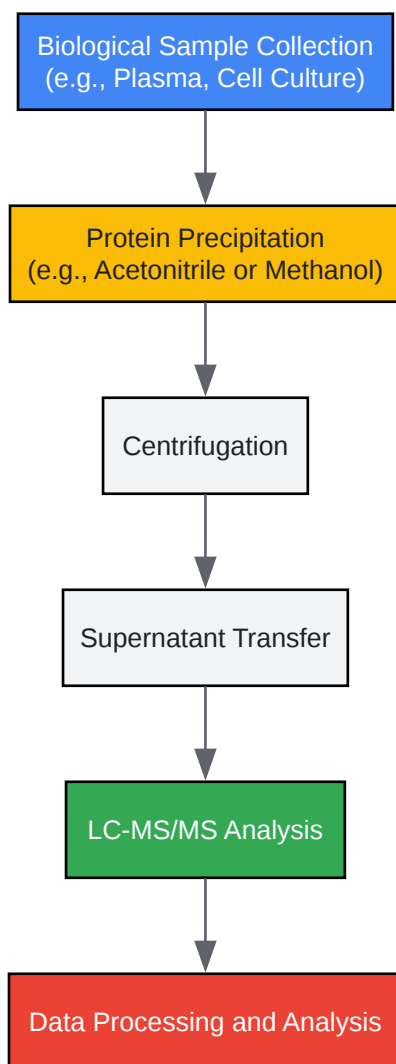 Biological Sample Collection
(e.g., Plasma, Cell Culture)
Protein Precipitation
(e.g., Acetonitrile or Methanol)
Centrifugation
Supernatant Transfer
LC-MS/MS Analysis
Data Processing and Analysis